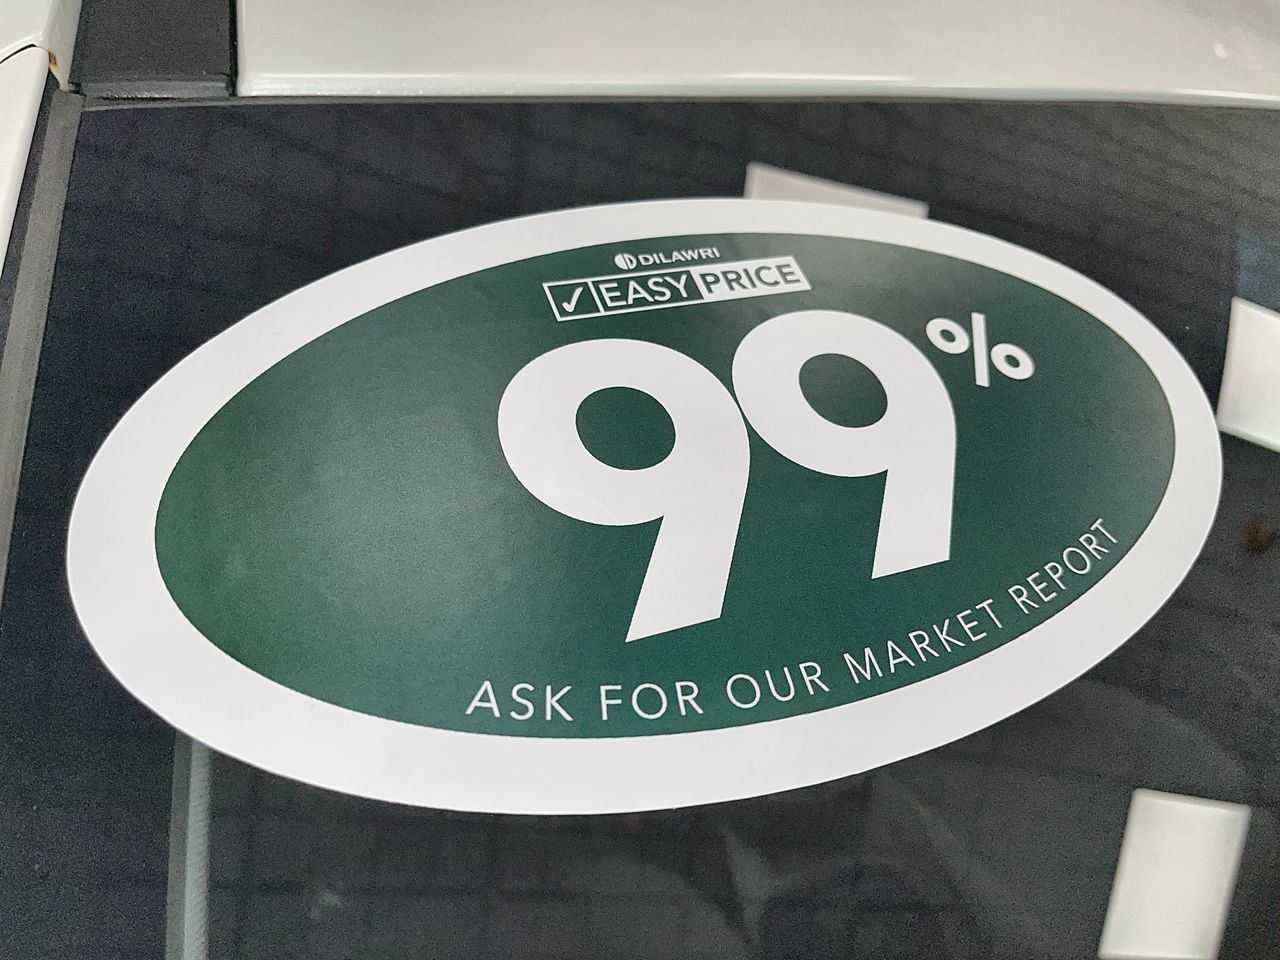 DILAWRI
✓ EASY PRICE
99%
ASK FOR OUR MARKET REPORT